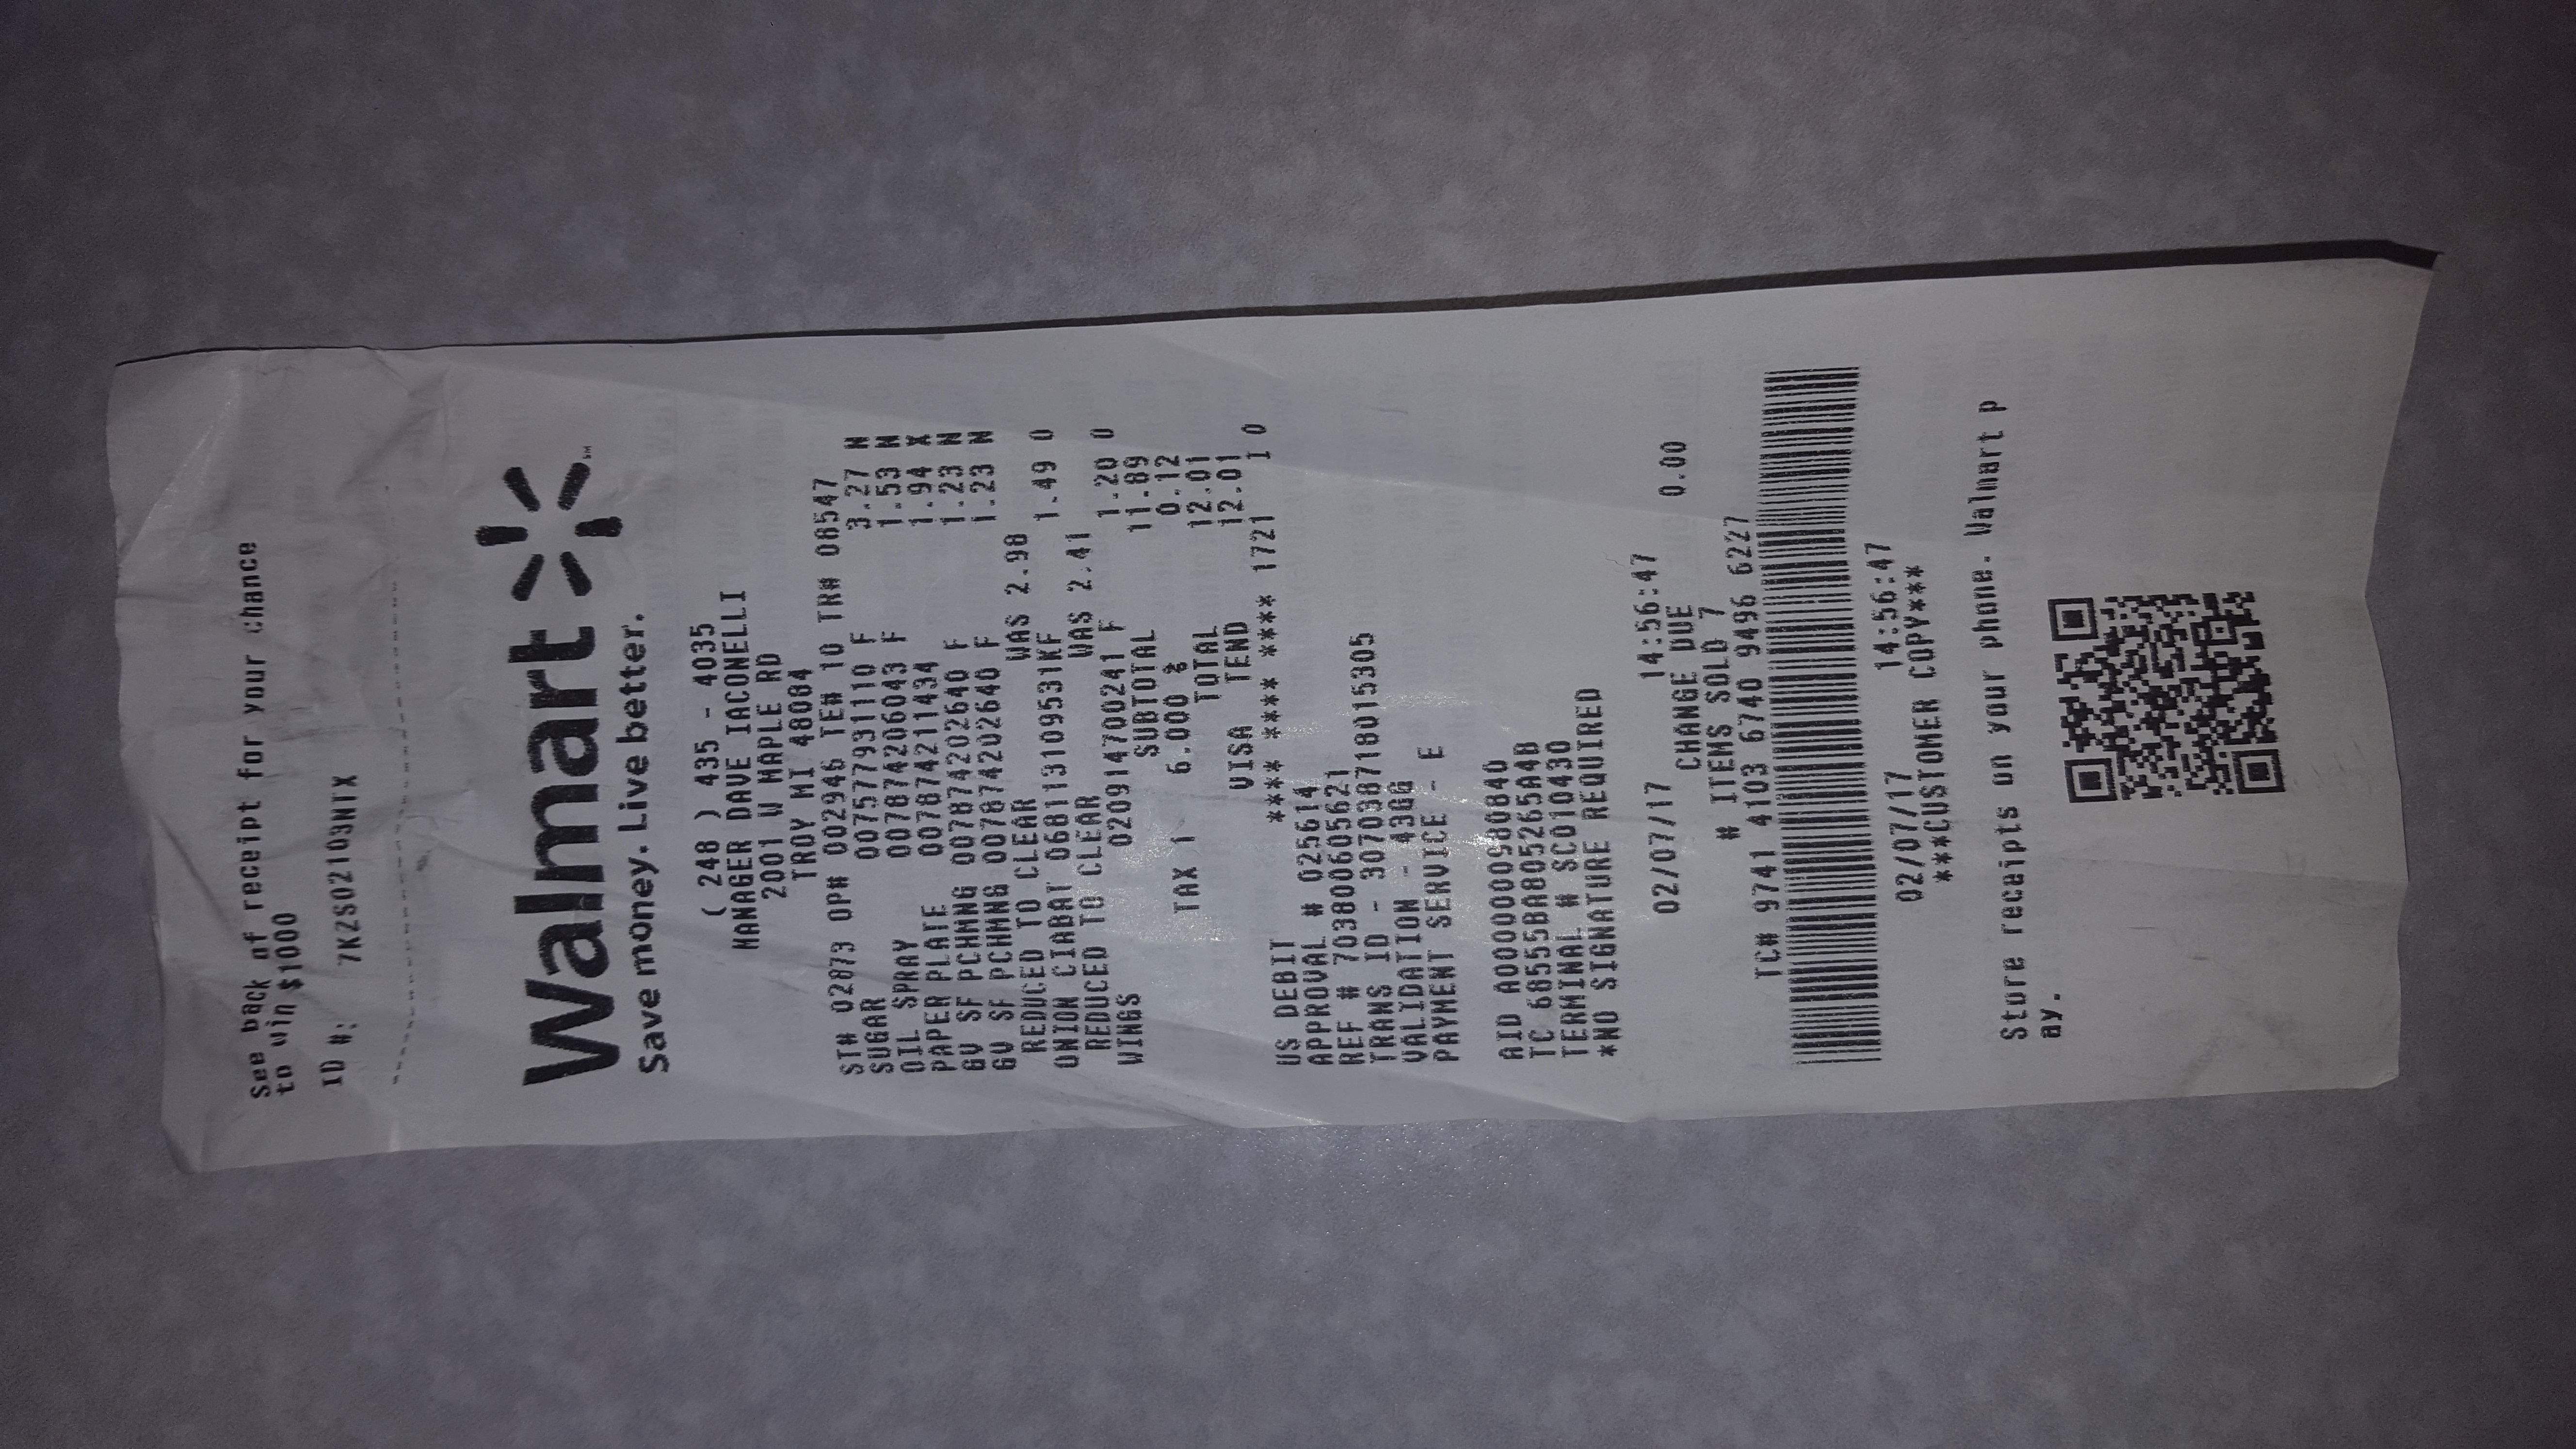 See back of receipt for your chance
to win $1000
ID #: 7KZS02109NTX
Walmart
Save money. Live better.
( 248 ) 435 - 4035
MANAGER DAVE IACONELLI
2001 W MAPLE RD
TROY MI 48084
ST# 02873 OP# 002946 TE# 10 TR# 08547
SUGAR 007577931110 F 3.27 N
OIL SPRAY 007874206043 F 1.53 N
PAPER PLATE 007874211434 1.94 X
GV SF PCHMNG 007874202640 F 1.23 N
GV SF PCHMNG 007874202640 F 1.23 N
REDUCED TO CLEAR WAS 2.98
ONION CIABAT 068113109531KF 1.49 O
REDUCED TO CLEAR WAS 2.41
WINGS 020914700241 F 1.20 O
SUBTOTAL 11.89
TAX 1 6.000 % 0.12
TOTAL 12.01
VISA TEND 12.01
US DEBIT **** **** **** 1721 I 0
APPROVAL # 025614
REF # 703800605621
TRANS ID - 307038718015305
VALIDATION - 43GG
PAYMENT SERVICE - E
AID A0000000980840
TC 68555BA805265A4B
TERMINAL # SC010430
*NO SIGNATURE REQUIRED
02/07/17 14:56:47
CHANGE DUE 0.00
# ITEMS SOLD 7
TC# 9741 4103 6740 9496 6227
02/07/17 14:56:47
***CUSTOMER COPY***
Store receipts on your phone. Walmart p
ay.